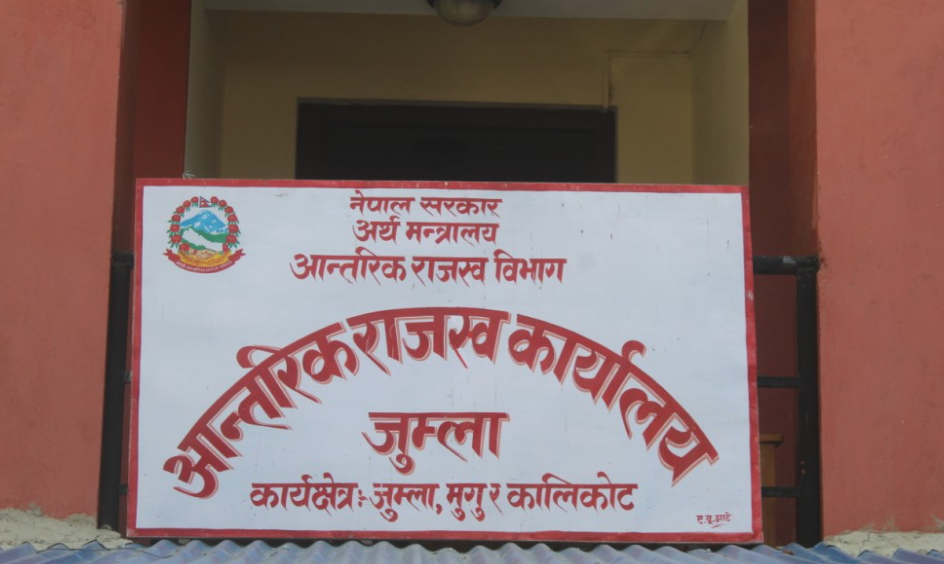 नेपाल सरकार
अर्थ मन्त्रालय
आन्तरिक राजस्व विभाग
आन्तरिक राजस्व कार्यालय
जुम्ला
कार्यक्षेत्र:- जुम्ला, मुगु र कालिकोट